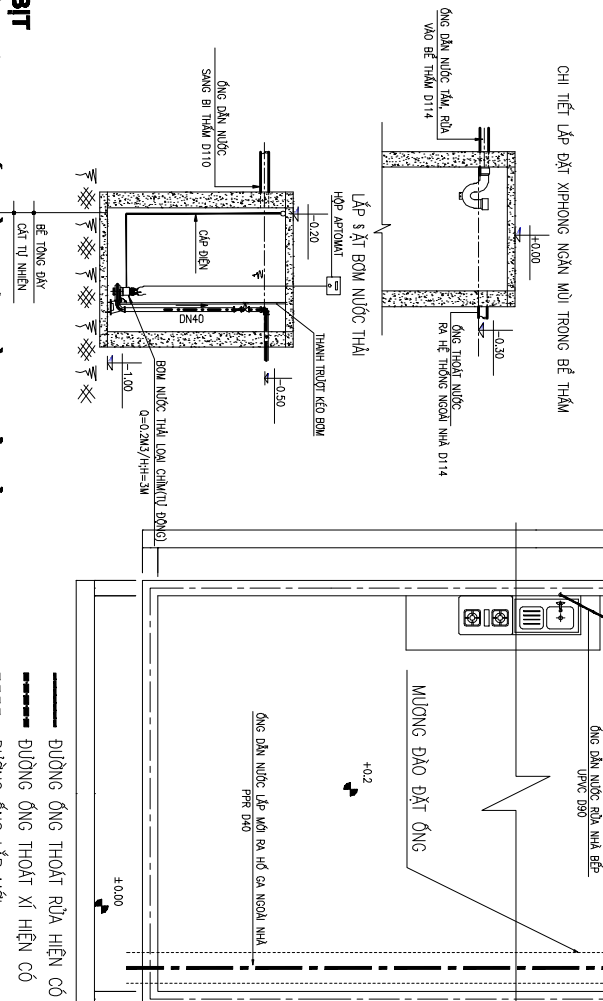 CHI TIẾT LẮP ĐẶT XIPHONG NGĂN MÙI TRONG BỂ THẤM
ỐNG DẪN NƯỚC TẮM, RỬA
VÀO BỂ THẤM D114
+0.00
-0.30
ỐNG THOÁT NƯỚC
RA HỆ THỐNG NGOÀI NHÀ D114
LẮP $ ẶT BƠM NƯỚC THẢI
HỘP APTOMAT
ỐNG DẪN NƯỚC
SANG BI THẤM D110
-0.20
CÁP ĐIỆN
DN40
THANH TRƯỢT KÉO BƠM
-0.50
-1.00
BƠM NƯỚC THẢI LOẠI CHÌM(TỰ ĐỘNG)
Q=0.2M3/H;H=3M
BÊ TÔNG ĐÁY
CÁT TỰ NHIÊN
BỊT
ỐNG DẪN NƯỚC RỬA NHÀ BẾP
UPVC D90
MƯƠNG ĐÀO ĐẶT ỐNG
+0.2
ỐNG DẪN NƯỚC LẮP MỚI RA HỐ GA NGOÀI NHÀ
PPR D40
±0.00
ĐƯỜNG ỐNG THOÁT RỬA HIỆN CÓ
ĐƯỜNG ỐNG THOÁT XÍ HIỆN CÓ